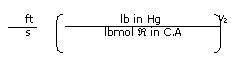 ft/s (lb in Hg / lbmol ℜ in C.A)½